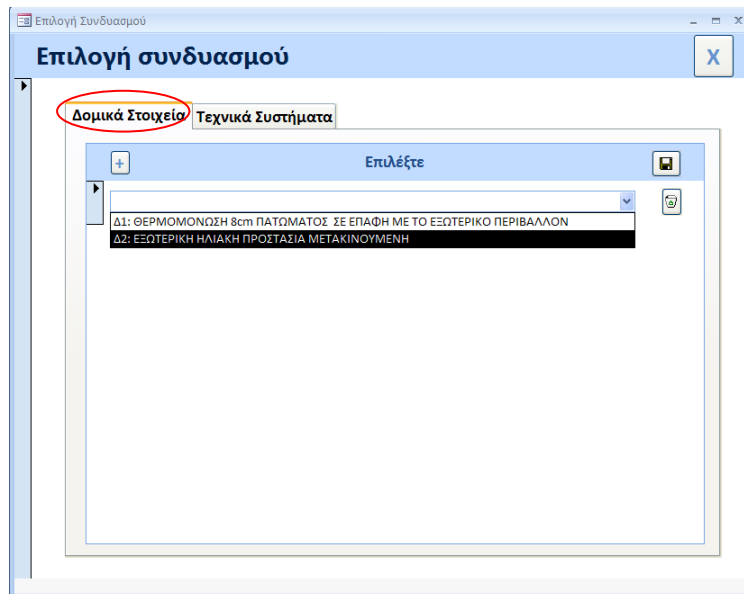 Επιλογή Συνδυασμού
Επιλογή συνδυασμού
X
Δομικά Στοιχεία Τεχνικά Συστήματα
+ Επιλέξτε
Δ1: ΘΕΡΜΟΜΟΝΩΣΗ 8cm ΠΑΤΩΜΑΤΟΣ ΣΕ ΕΠΑΦΗ ΜΕ ΤΟ ΕΞΩΤΕΡΙΚΟ ΠΕΡΙΒΑΛΛΟΝ
Δ2: ΕΞΩΤΕΡΙΚΗ ΗΛΙΑΚΗ ΠΡΟΣΤΑΣΙΑ ΜΕΤΑΚΙΝΟΥΜΕΝΗ